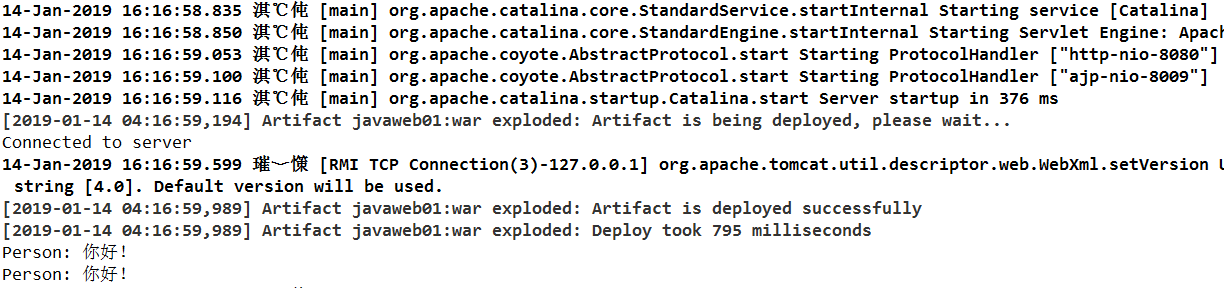 14-Jan-2019 16:16:58.835 淇℃伅 [main] org.apache.catalina.core.StandardService.startInternal Starting service [Catalina]
14-Jan-2019 16:16:58.850 淇℃伅 [main] org.apache.catalina.core.StandardEngine.startInternal Starting Servlet Engine: Apac
14-Jan-2019 16:16:59.053 淇℃伅 [main] org.apache.coyote.AbstractProtocol.start Starting ProtocolHandler ["http-nio-8080"]
14-Jan-2019 16:16:59.100 淇℃伅 [main] org.apache.coyote.AbstractProtocol.start Starting ProtocolHandler ["ajp-nio-8009"]
14-Jan-2019 16:16:59.116 淇℃伅 [main] org.apache.catalina.startup.Catalina.start Server startup in 376 ms
[2019-01-14 04:16:59,194] Artifact javaweb01:war exploded: Artifact is being deployed, please wait...
Connected to server
14-Jan-2019 16:16:59.599 璀﹀憡 [RMI TCP Connection(3)-127.0.0.1] org.apache.tomcat.util.descriptor.web.WebXml.setVersion U
string [4.0]. Default version will be used.
[2019-01-14 04:16:59,989] Artifact javaweb01:war exploded: Artifact is deployed successfully
[2019-01-14 04:16:59,989] Artifact javaweb01:war exploded: Deploy took 795 milliseconds
Person: 你好!
Person: 你好!